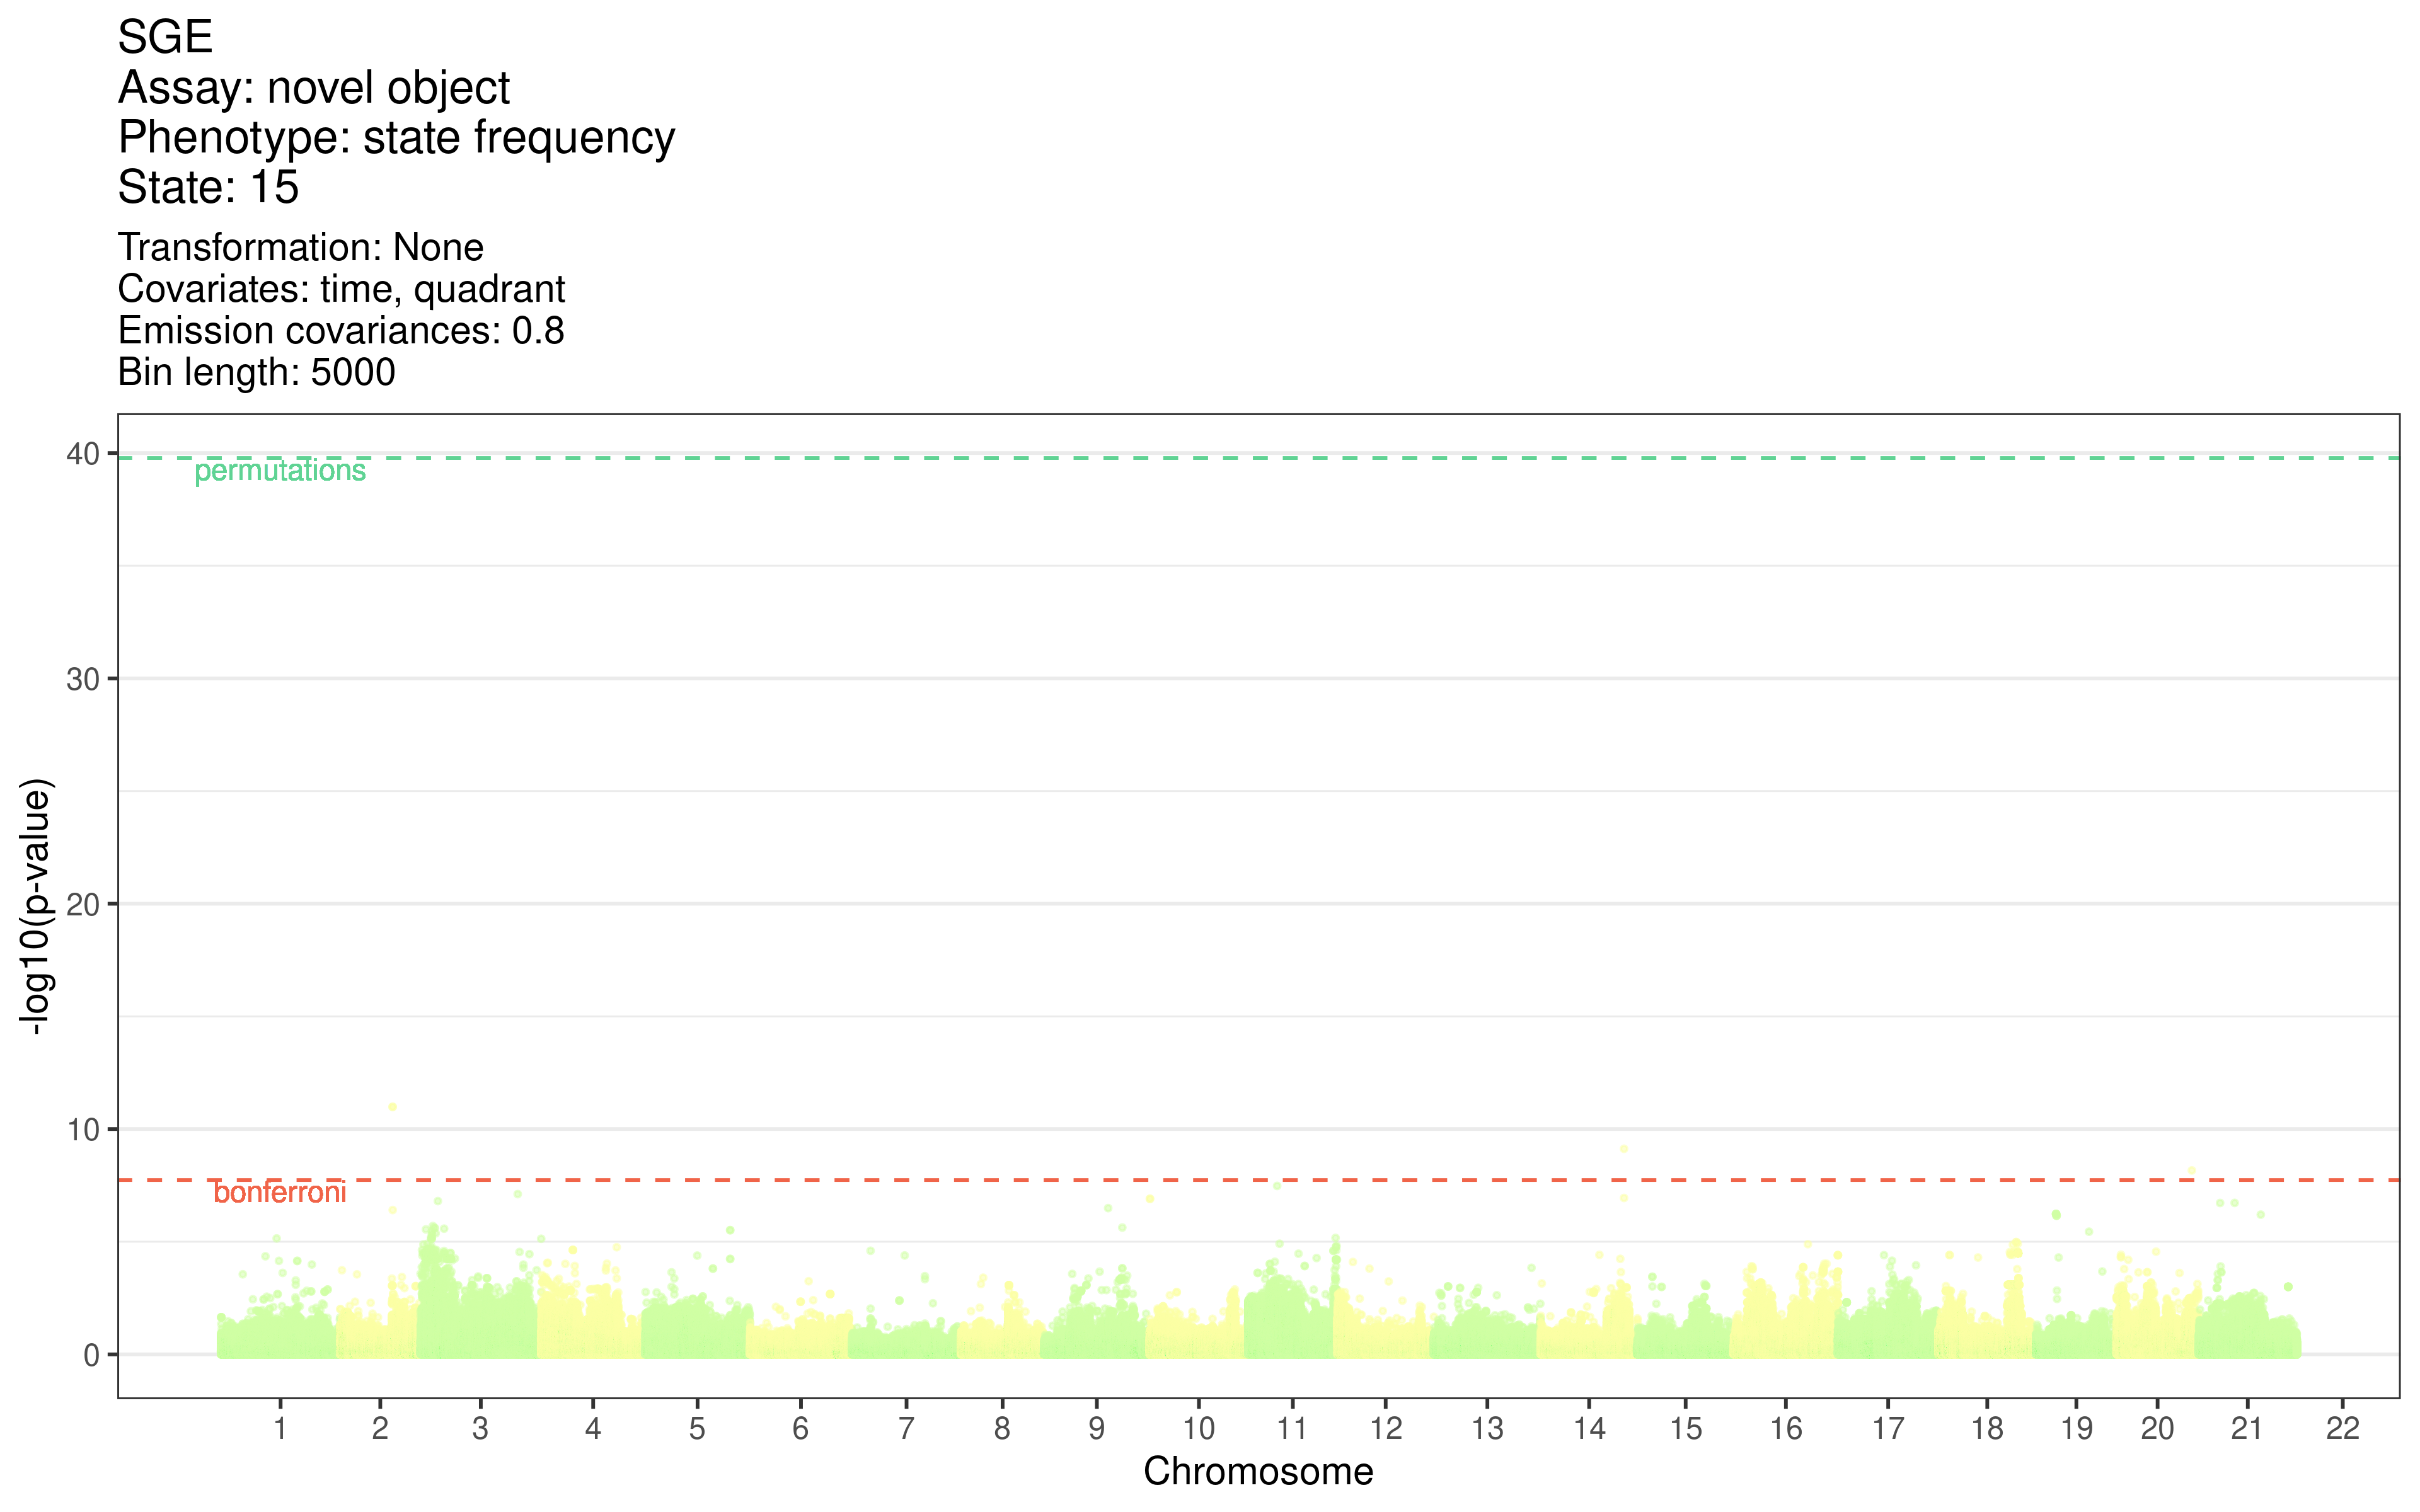 SGE
Assay: novel object
Phenotype: state frequency
State: 15
Transformation: None
Covariates: time, quadrant
Emission covariances: 0.8
Bin length: 5000
40
permutations
30
20
10
bonferroni
0
-log10(p-value)
1 2 3 4 5 6 7 8 9 10 11 12 13 14 15 16 17 18 19 20 21 22
Chromosome